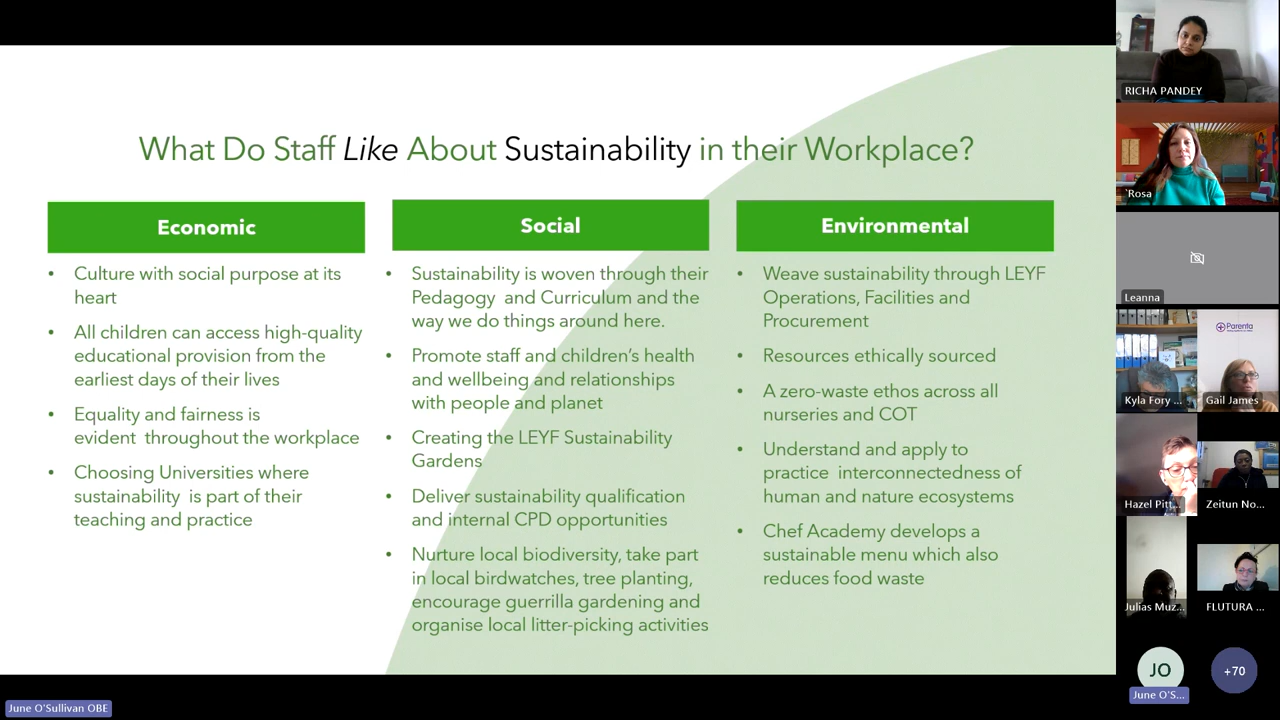 What Do Staff Like About Sustainability in their Workplace?
Economic
• Culture with social purpose at its
heart
• All children can access high-quality
educational provision from the
earliest days of their lives
• Equality and fairness is
evident throughout the workplace
• Choosing Universities where
sustainability is part of their
teaching and practice
Social
• Sustainability is woven through their
Pedagogy and Curriculum and the
way we do things around here.
• Promote staff and children's health
and wellbeing and relationships
with people and planet
• Creating the LEYF Sustainability
Gardens
• Deliver sustainability qualification
and internal CPD opportunities
• Nurture local biodiversity, take part
in local birdwatches, tree planting,
encourage guerrilla gardening and
organise local litter-picking activities
Environmental
• Weave sustainability through LEYF
Operations, Facilities and
Procurement
• Resources ethically sourced
• A zero-waste ethos across all
nurseries and COT
• Understand and apply to
practice interconnectedness of
human and nature ecosystems
• Chef Academy develops a
sustainable menu which also
reduces food waste
RICHA PANDEY
`Rosa
Leanna
Parenta
Kyla Fory ...
Gail James
Hazel Pitt...
Zeitun No...
Julias Muz...
FLUTURA ...
JO
June O'S...
+70
June O'Sullivan OBE